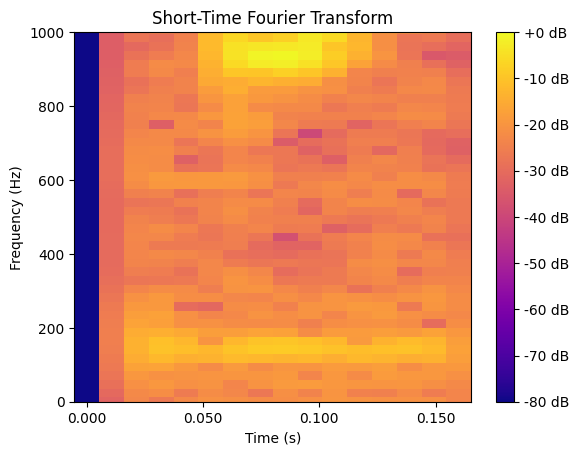 Short-Time Fourier Transform
1000
800
600
400
200
0
Frequency (Hz)
0.000
0.050
0.100
0.150
Time (s)
+0 dB
-10 dB
-20 dB
-30 dB
-40 dB
-50 dB
-60 dB
-70 dB
-80 dB